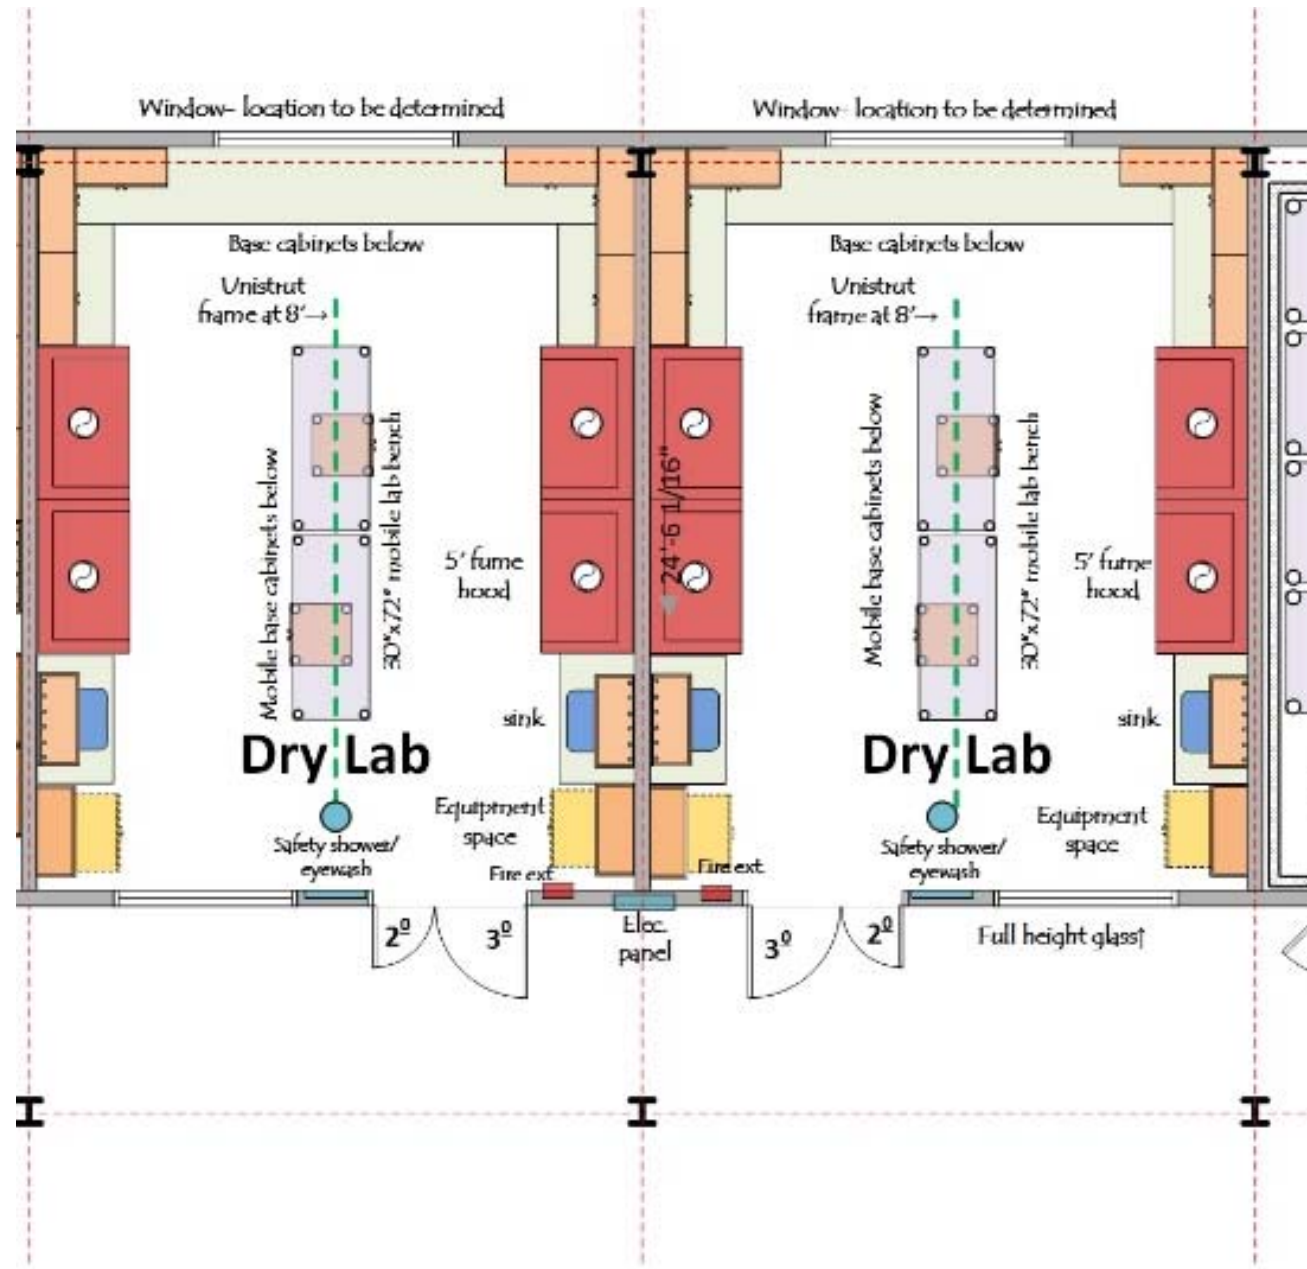 Window- location to be determined
Window- location to be determined
Base cabinets below
Base cabinets below
Unistrut
frame at 8'→
Unistrut
frame at 8'→
Mobile base cabinets below
30"x72" mobile lab bench
Mobile base cabinets below
30"x72" mobile lab bench
24'-6 1/16"
5' fume
hood
5' fume
hood
sink
sink
Dry Lab
Dry Lab
Equipment
space
Equipment
space
Safety shower/
eyewash
Safety shower/
eyewash
Fire ext.
Fire ext.
2º
3º
Elec.
panel
3º
2º
Full height glass↑